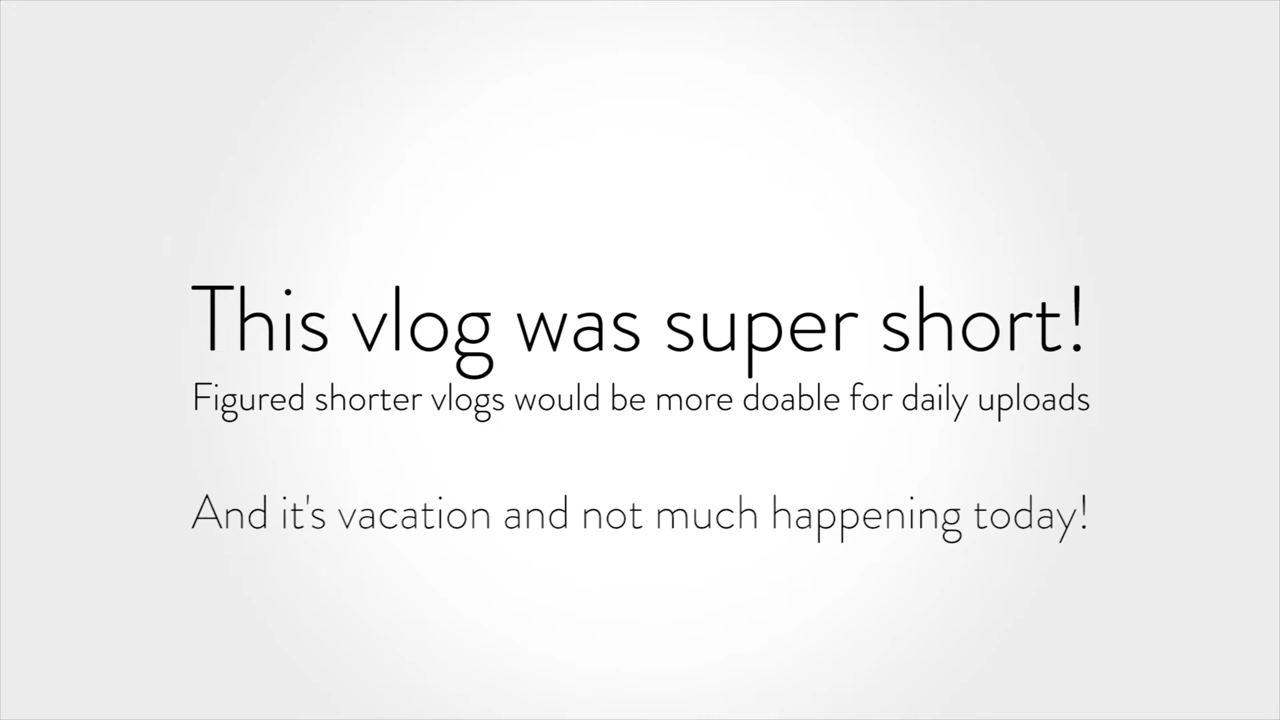 This vlog was super short!
Figured shorter vlogs would be more doable for daily uploads
And it's vacation and not much happening today!